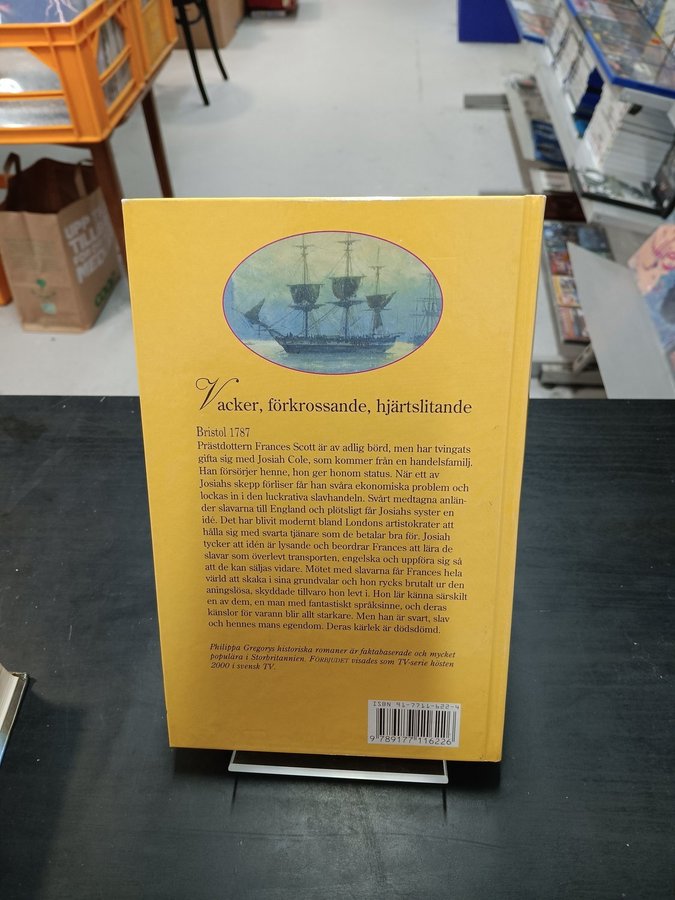 Vacker, förkrossande, hjärtslitande
Bristol 1787
Prästdottern Frances Scott är av adlig börd, men har tvingats
gifta sig med Josiah Cole, som kommer från en handelsfamilj.
Han försörjer henne, hon ger honom status. När ett av
Josiahs skepp förliser får han svåra ekonomiska problem och
lockas in i den luckrativa slavhandeln. Svårt medtagna anlän-
der slavarna till England och plötsligt får Josiahs syster en
idé. Det har blivit modernt bland Londons artistokrater att
hålla sig med svarta tjänare som de betalar bra för. Josiah
tycker att idén är lysande och beordrar Frances att lära de
slavar som överlevt transporten, engelska och uppföra sig så
att de kan säljas vidare. Mötet med slavarna får Frances hela
värld att skaka i sina grundvalar och hon rycks brutalt ur den
aningslösa, skyddade tillvaro hon levt i. Hon lär känna särskilt
en av dem, en man med fantastiskt språksinne, och deras
känslor för varann blir allt starkare. Men han är svart, slav
och hennes mans egendom. Deras kärlek är dödsdömd.
Philippa Gregorys historiska romaner är faktabaserade och mycket
populära i Storbritannien. FÖRBJUDET visades som TV-serie hösten
2000 i svensk TV.
ISBN 91-7711-622-4
9 789177 116226